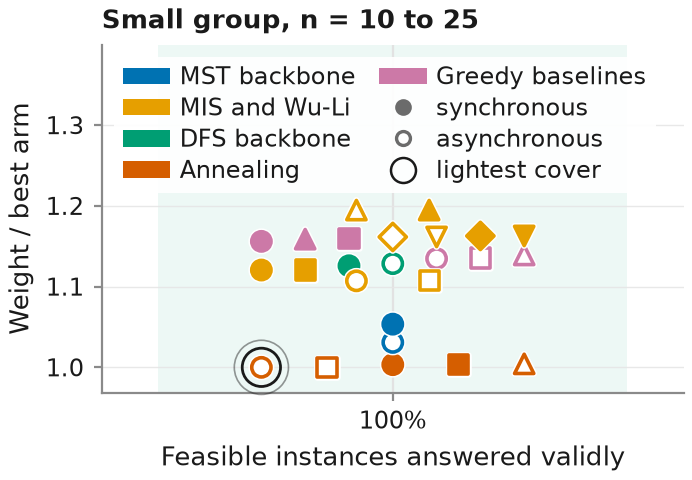 Small group, n = 10 to 25
MST backbone
MIS and Wu-Li
DFS backbone
Annealing
Greedy baselines
synchronous
asynchronous
lightest cover
Weight / best arm
1.3
1.2
1.1
1.0
100%
Feasible instances answered validly